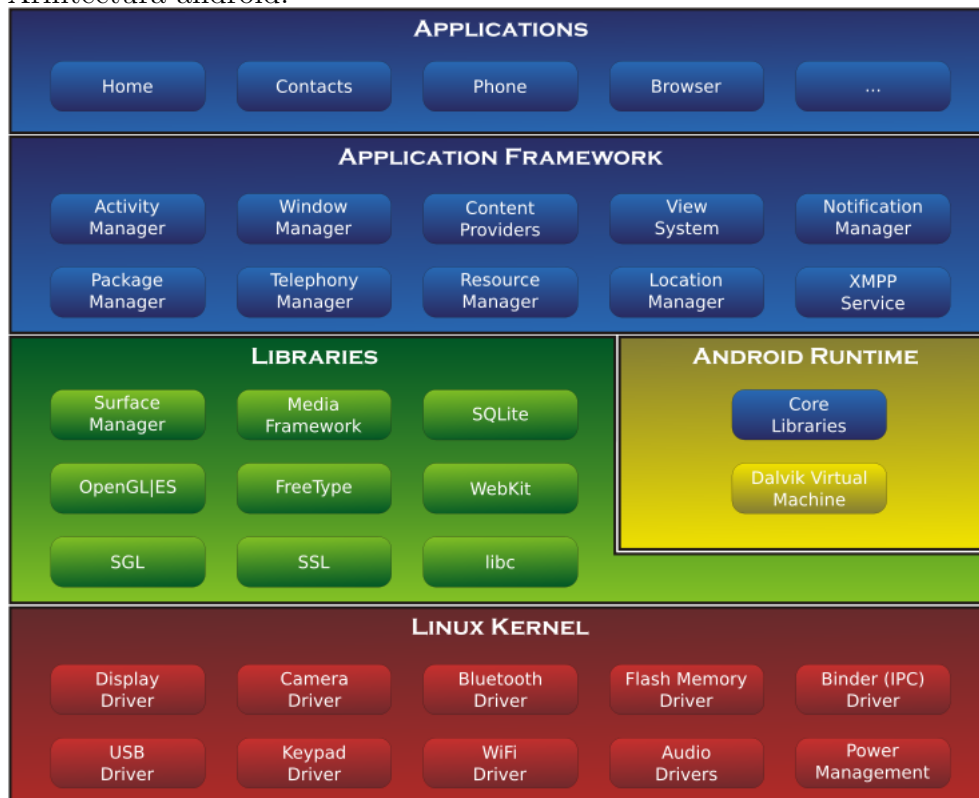 Arhitectura android:
APPLICATIONS
Home
Contacts
Phone
Browser
...
APPLICATION FRAMEWORK
Activity
Manager
Window
Manager
Content
Providers
View
System
Notification
Manager
Package
Manager
Telephony
Manager
Resource
Manager
Location
Manager
XMPP
Service
LIBRARIES
Surface
Manager
Media
Framework
SQLite
OpenGL|ES
FreeType
WebKit
SGL
SSL
libc
ANDROID RUNTIME
Core
Libraries
Dalvik Virtual
Machine
LINUX KERNEL
Display
Driver
Camera
Driver
Bluetooth
Driver
Flash Memory
Driver
Binder (IPC)
Driver
USB
Driver
Keypad
Driver
WiFi
Driver
Audio
Drivers
Power
Management